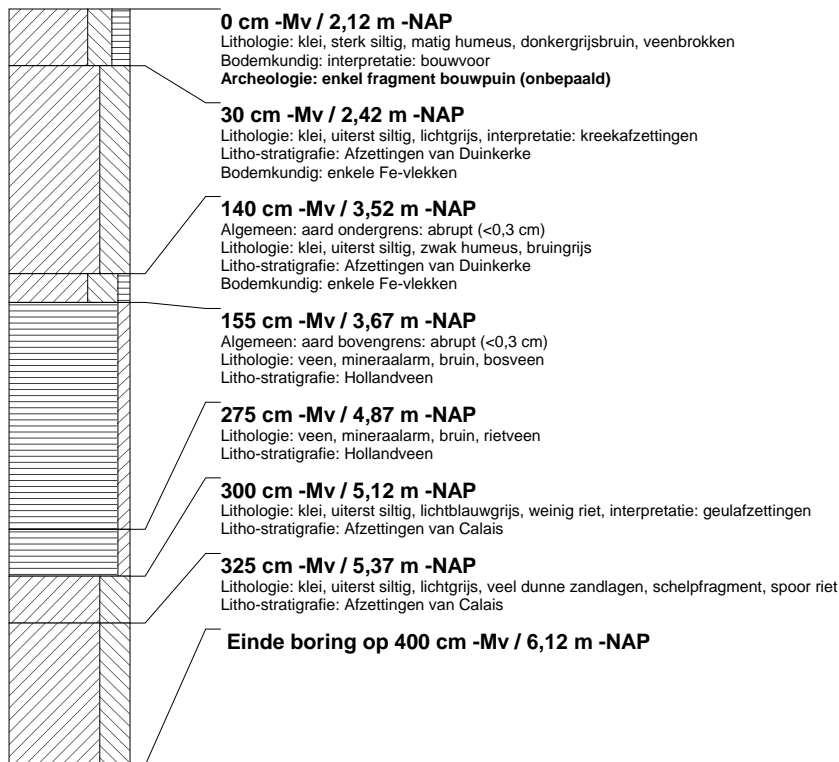 0 cm -Mv / 2,12 m -NAP
Lithologie: klei, sterk siltig, matig humeus, donkergrijsbruin, veenbrokken
Bodemkundig: interpretatie: bouwvoor
Archeologie: enkel fragment bouwpuin (onbepaald)
30 cm -Mv / 2,42 m -NAP
Lithologie: klei, uiterst siltig, lichtgrijs, interpretatie: kreekafzettingen
Litho-stratigrafie: Afzettingen van Duinkerke
Bodemkundig: enkele Fe-vlekken
140 cm -Mv / 3,52 m -NAP
Algemeen: aard ondergrens: abrupt (<0,3 cm)
Lithologie: klei, uiterst siltig, zwak humeus, bruingrijs
Litho-stratigrafie: Afzettingen van Duinkerke
Bodemkundig: enkele Fe-vlekken
155 cm -Mv / 3,67 m -NAP
Algemeen: aard bovengrens: abrupt (<0,3 cm)
Lithologie: veen, mineraalarm, bruin, bosveen
Litho-stratigrafie: Hollandveen
275 cm -Mv / 4,87 m -NAP
Lithologie: veen, mineraalarm, bruin, rietveen
Litho-stratigrafie: Hollandveen
300 cm -Mv / 5,12 m -NAP
Lithologie: klei, uiterst siltig, lichtblauwgrijs, weinig riet, interpretatie: geulafzettingen
Litho-stratigrafie: Afzettingen van Calais
325 cm -Mv / 5,37 m -NAP
Lithologie: klei, uiterst siltig, lichtgrijs, veel dunne zandlagen, schelpfragment, spoor riet
Litho-stratigrafie: Afzettingen van Calais
Einde boring op 400 cm -Mv / 6,12 m -NAP